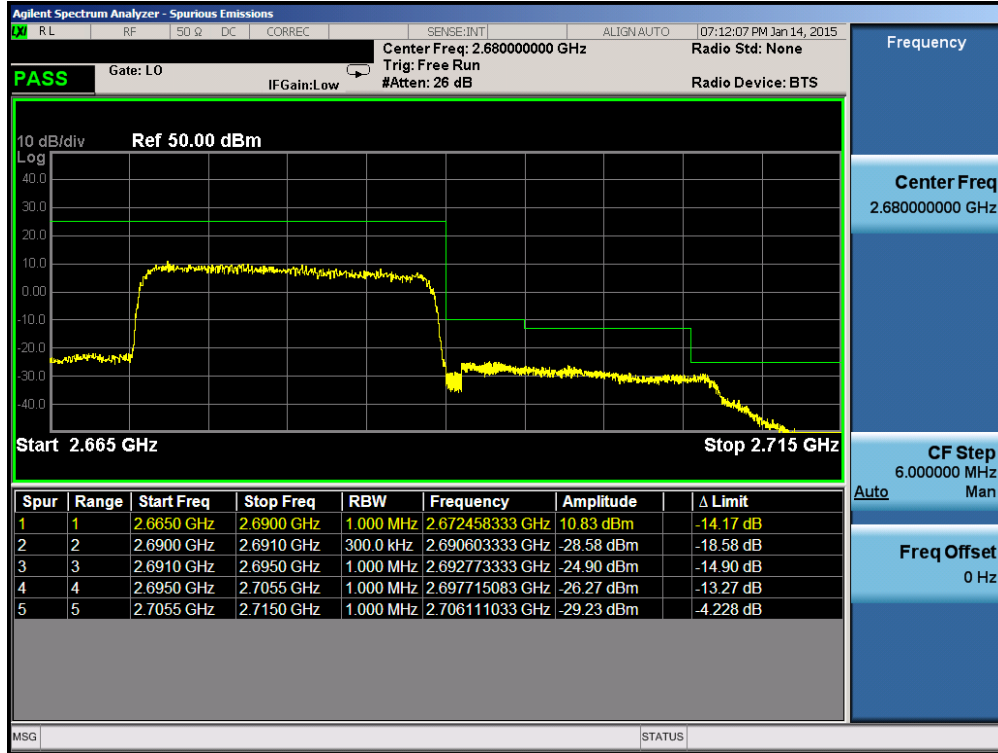 Agilent Spectrum Analyzer - Spurious Emissions
LXI RL RF 50 Ω DC CORREC SENSE:INT ALIGN AUTO 07:12:07 PM Jan 14, 2015
Frequency
Center Freq: 2.680000000 GHz Radio Std: None
Gate: LO Trig: Free Run
PASS IFGain:Low #Atten: 26 dB Radio Device: BTS
10 dB/div Ref 50.00 dBm
Log
40.0
30.0
20.0
10.0
0.00
-10.0
-20.0
-30.0
-40.0
Start 2.665 GHz Stop 2.715 GHz
Center Freq
2.680000000 GHz
CF Step
6.000000 MHz
Auto Man
Freq Offset
0 Hz
Spur Range Start Freq Stop Freq RBW Frequency Amplitude Δ Limit
1 1 2.6650 GHz 2.6900 GHz 1.000 MHz 2.672458333 GHz 10.83 dBm -14.17 dB
2 2 2.6900 GHz 2.6910 GHz 300.0 kHz 2.690603333 GHz -28.58 dBm -18.58 dB
3 3 2.6910 GHz 2.6950 GHz 1.000 MHz 2.692773333 GHz -24.90 dBm -14.90 dB
4 4 2.6950 GHz 2.7055 GHz 1.000 MHz 2.697715083 GHz -26.27 dBm -13.27 dB
5 5 2.7055 GHz 2.7150 GHz 1.000 MHz 2.706111033 GHz -29.23 dBm -4.228 dB
MSG STATUS